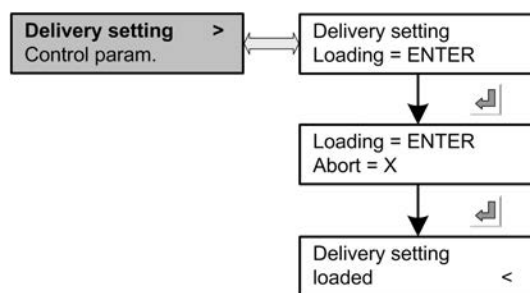 Delivery setting >
Control param.
Delivery setting
Loading = ENTER
Loading = ENTER
Abort = X
Delivery setting
loaded <